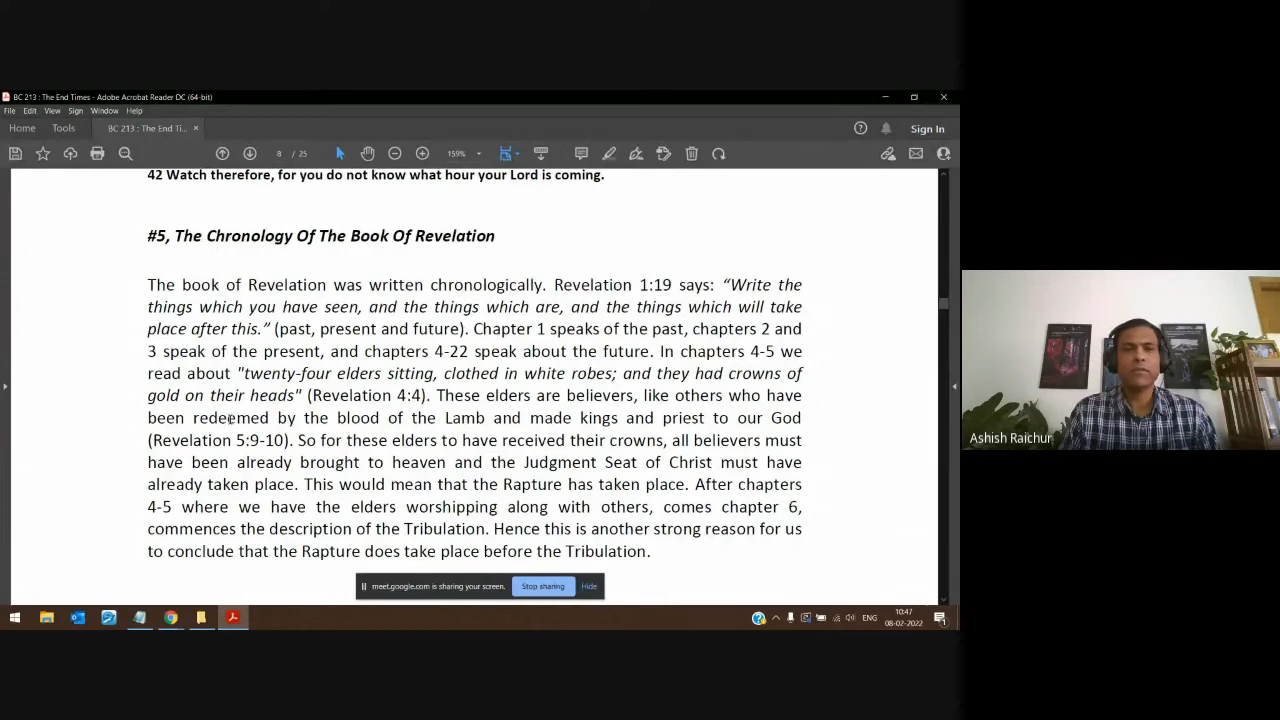 BC 213 : The End Times - Adobe Acrobat Reader DC (64-bit)
File Edit View Sign Window Help
Home Tools BC 213 : The End Ti... × Sign In
8 / 25 159%
42 Watch therefore, for you do not know what hour your Lord is coming.
#5, The Chronology Of The Book Of Revelation
The book of Revelation was written chronologically. Revelation 1:19 says: “Write the
things which you have seen, and the things which are, and the things which will take
place after this.” (past, present and future). Chapter 1 speaks of the past, chapters 2 and
3 speak of the present, and chapters 4-22 speak about the future. In chapters 4-5 we
read about "twenty-four elders sitting, clothed in white robes; and they had crowns of
gold on their heads" (Revelation 4:4). These elders are believers, like others who have
been redeemed by the blood of the Lamb and made kings and priest to our God
(Revelation 5:9-10). So for these elders to have received their crowns, all believers must
have been already brought to heaven and the Judgment Seat of Christ must have
already taken place. This would mean that the Rapture has taken place. After chapters
4-5 where we have the elders worshipping along with others, comes chapter 6,
commences the description of the Tribulation. Hence this is another strong reason for us
to conclude that the Rapture does take place before the Tribulation.
Ashish Raichur
meet.google.com is sharing your screen. Stop sharing Hide
ENG
10:47
08-02-2022